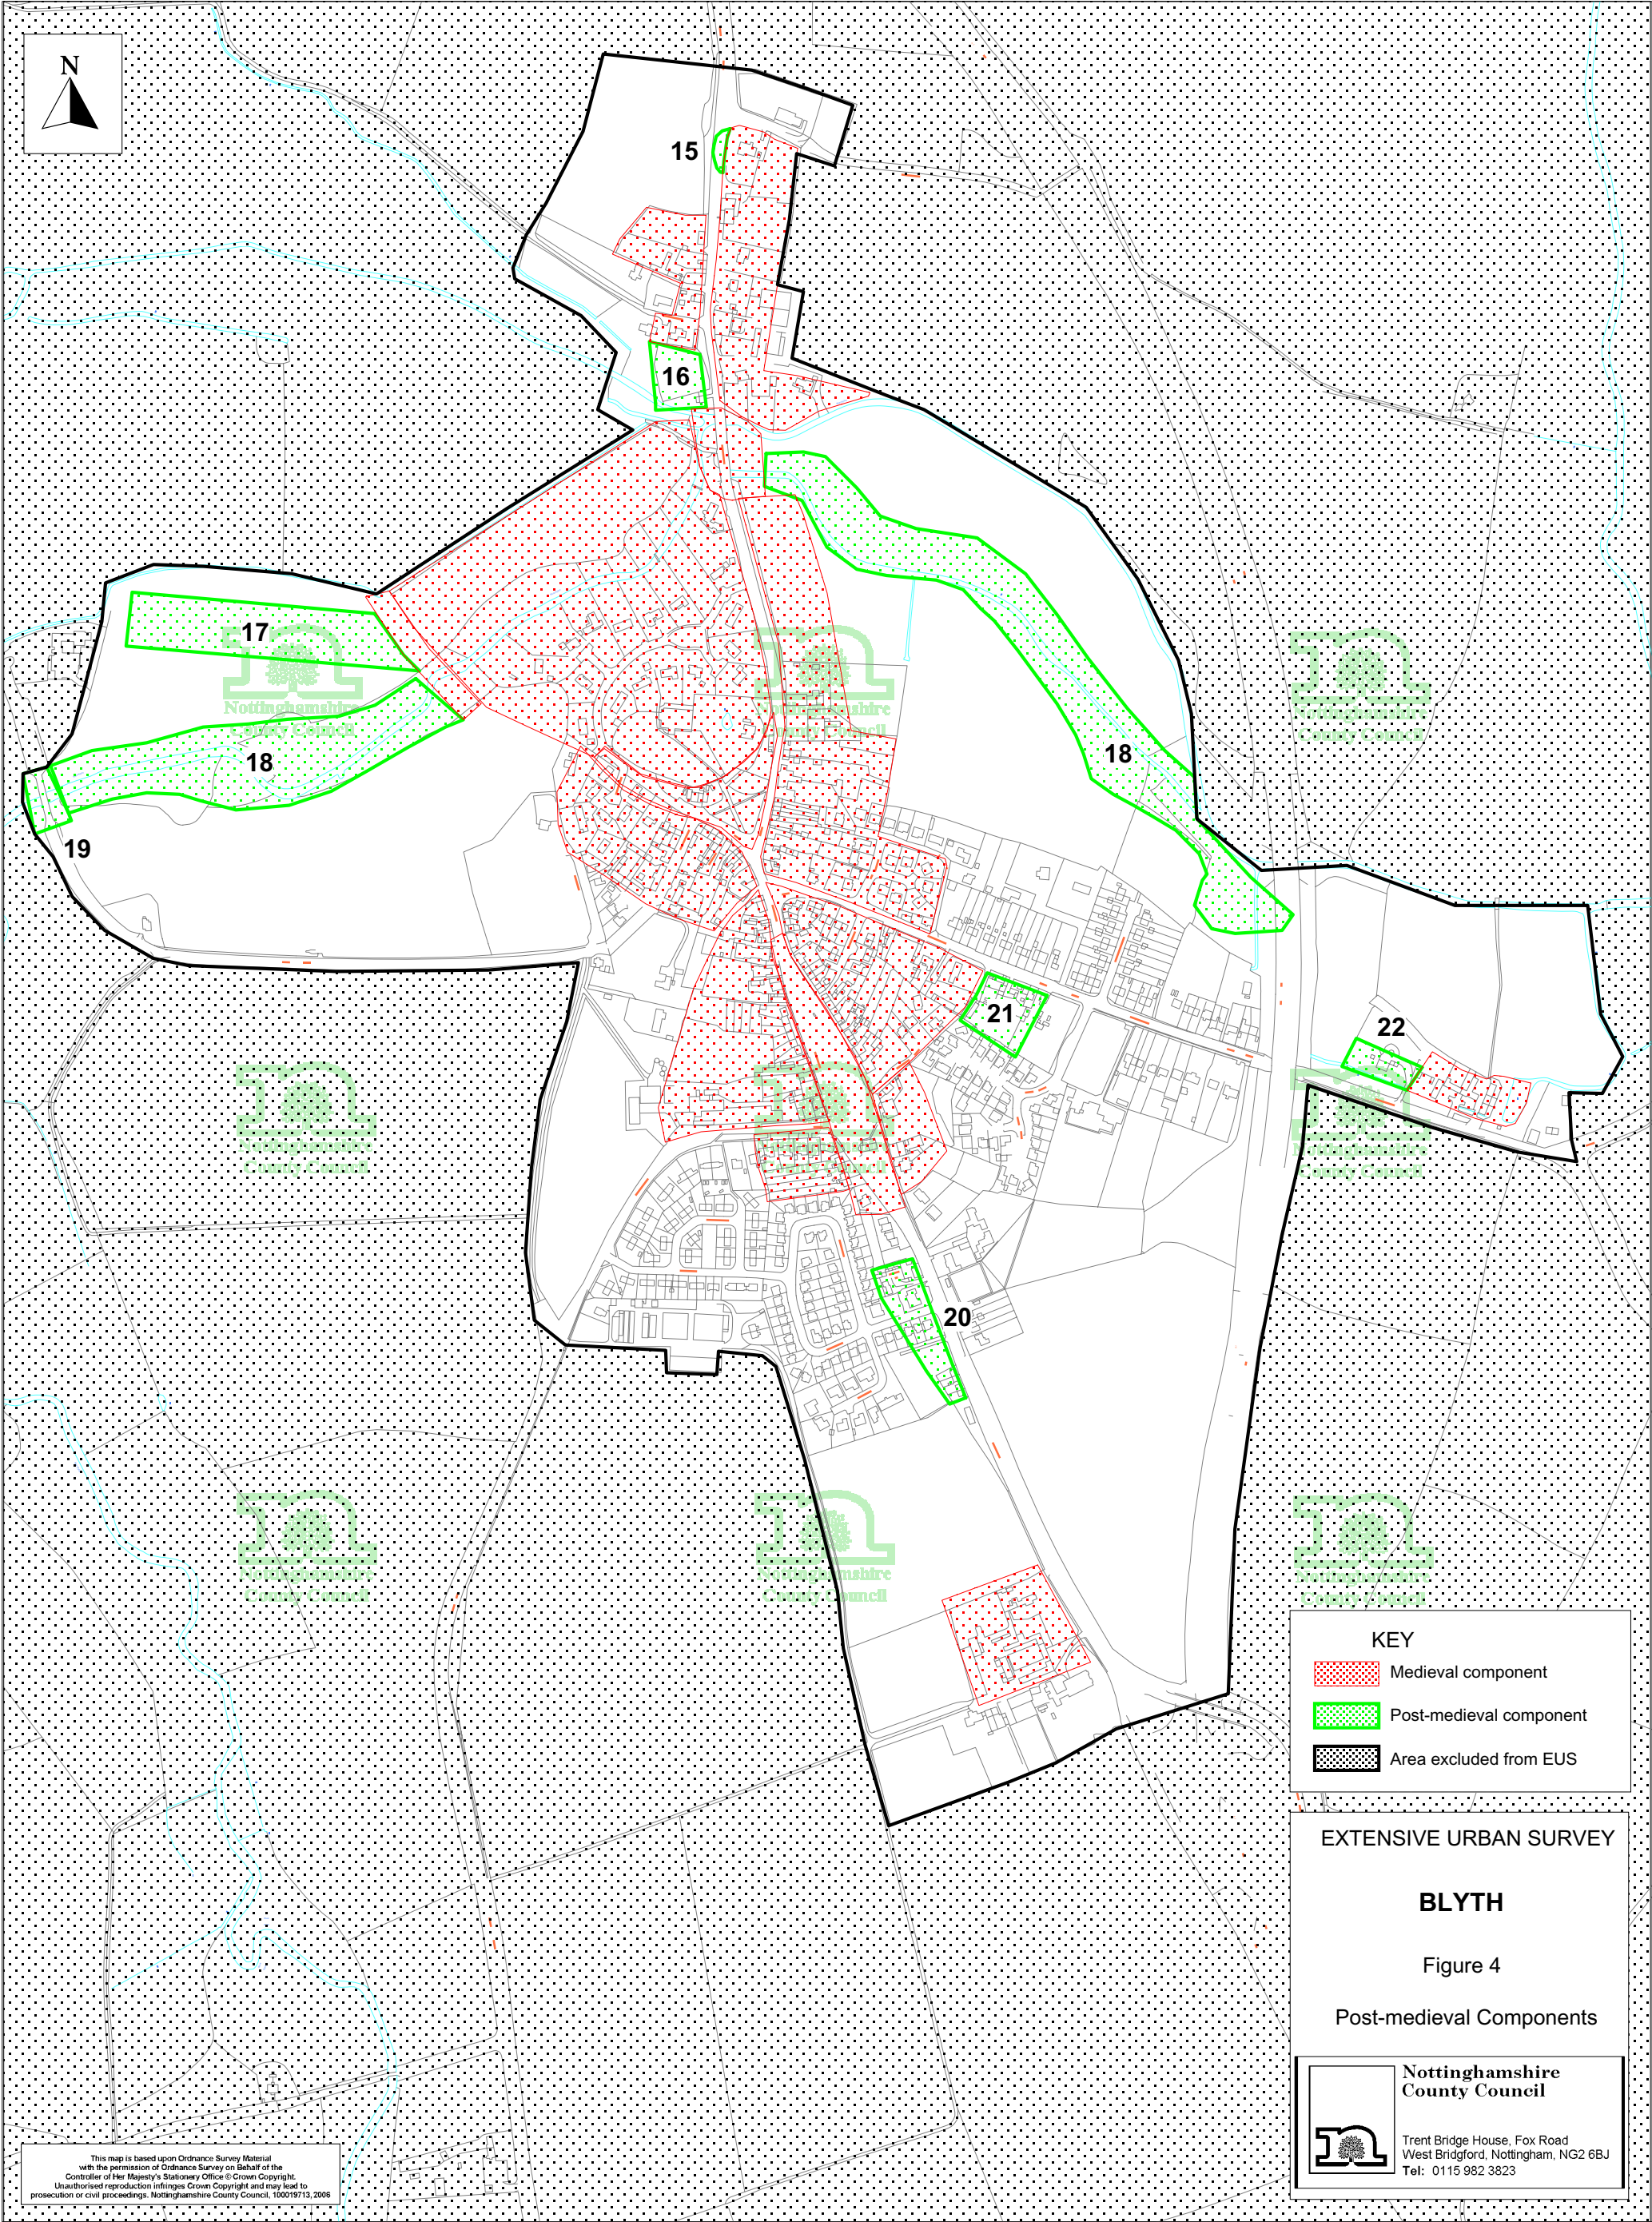 N
15
16
17
18
18
19
21
22
20
Nottinghamshire
County Council
KEY
Medieval component
Post-medieval component
Area excluded from EUS
EXTENSIVE URBAN SURVEY
BLYTH
Figure 4
Post-medieval Components
Nottinghamshire
County Council
Trent Bridge House, Fox Road
West Bridgford, Nottingham, NG2 6BJ
Tel: 0115 982 3823
This map is based upon Ordnance Survey Material
with the permission of Ordnance Survey on Behalf of the
Controller of Her Majesty's Stationery Office © Crown Copyright.
Unauthorised reproduction infringes Crown Copyright and may lead to
prosecution or civil proceedings. Nottinghamshire County Council, 100019713, 2006